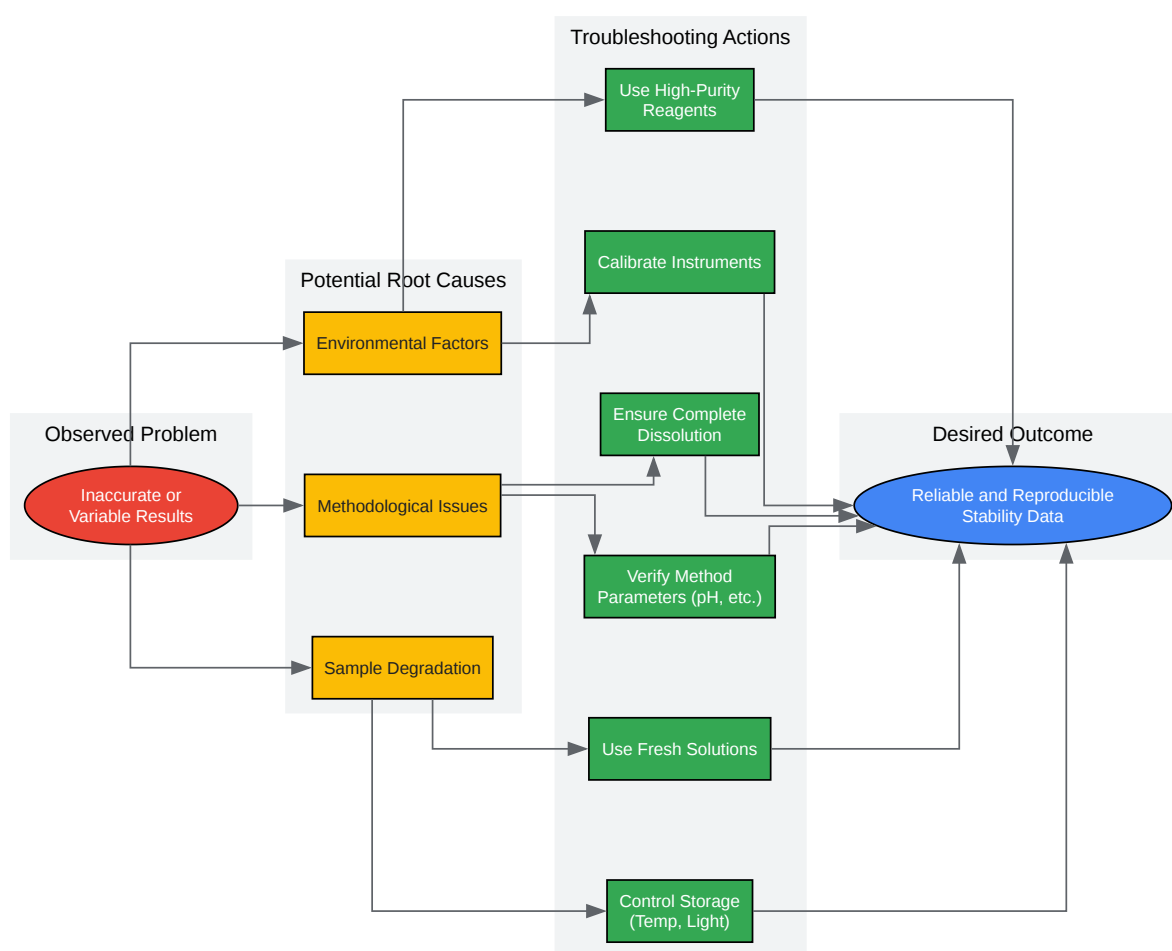 Observed Problem
Inaccurate or
Variable Results
Potential Root Causes
Environmental Factors
Methodological Issues
Sample Degradation
Troubleshooting Actions
Use High-Purity
Reagents
Calibrate Instruments
Ensure Complete
Dissolution
Verify Method
Parameters (pH, etc.)
Use Fresh Solutions
Control Storage
(Temp, Light)
Desired Outcome
Reliable and Reproducible
Stability Data